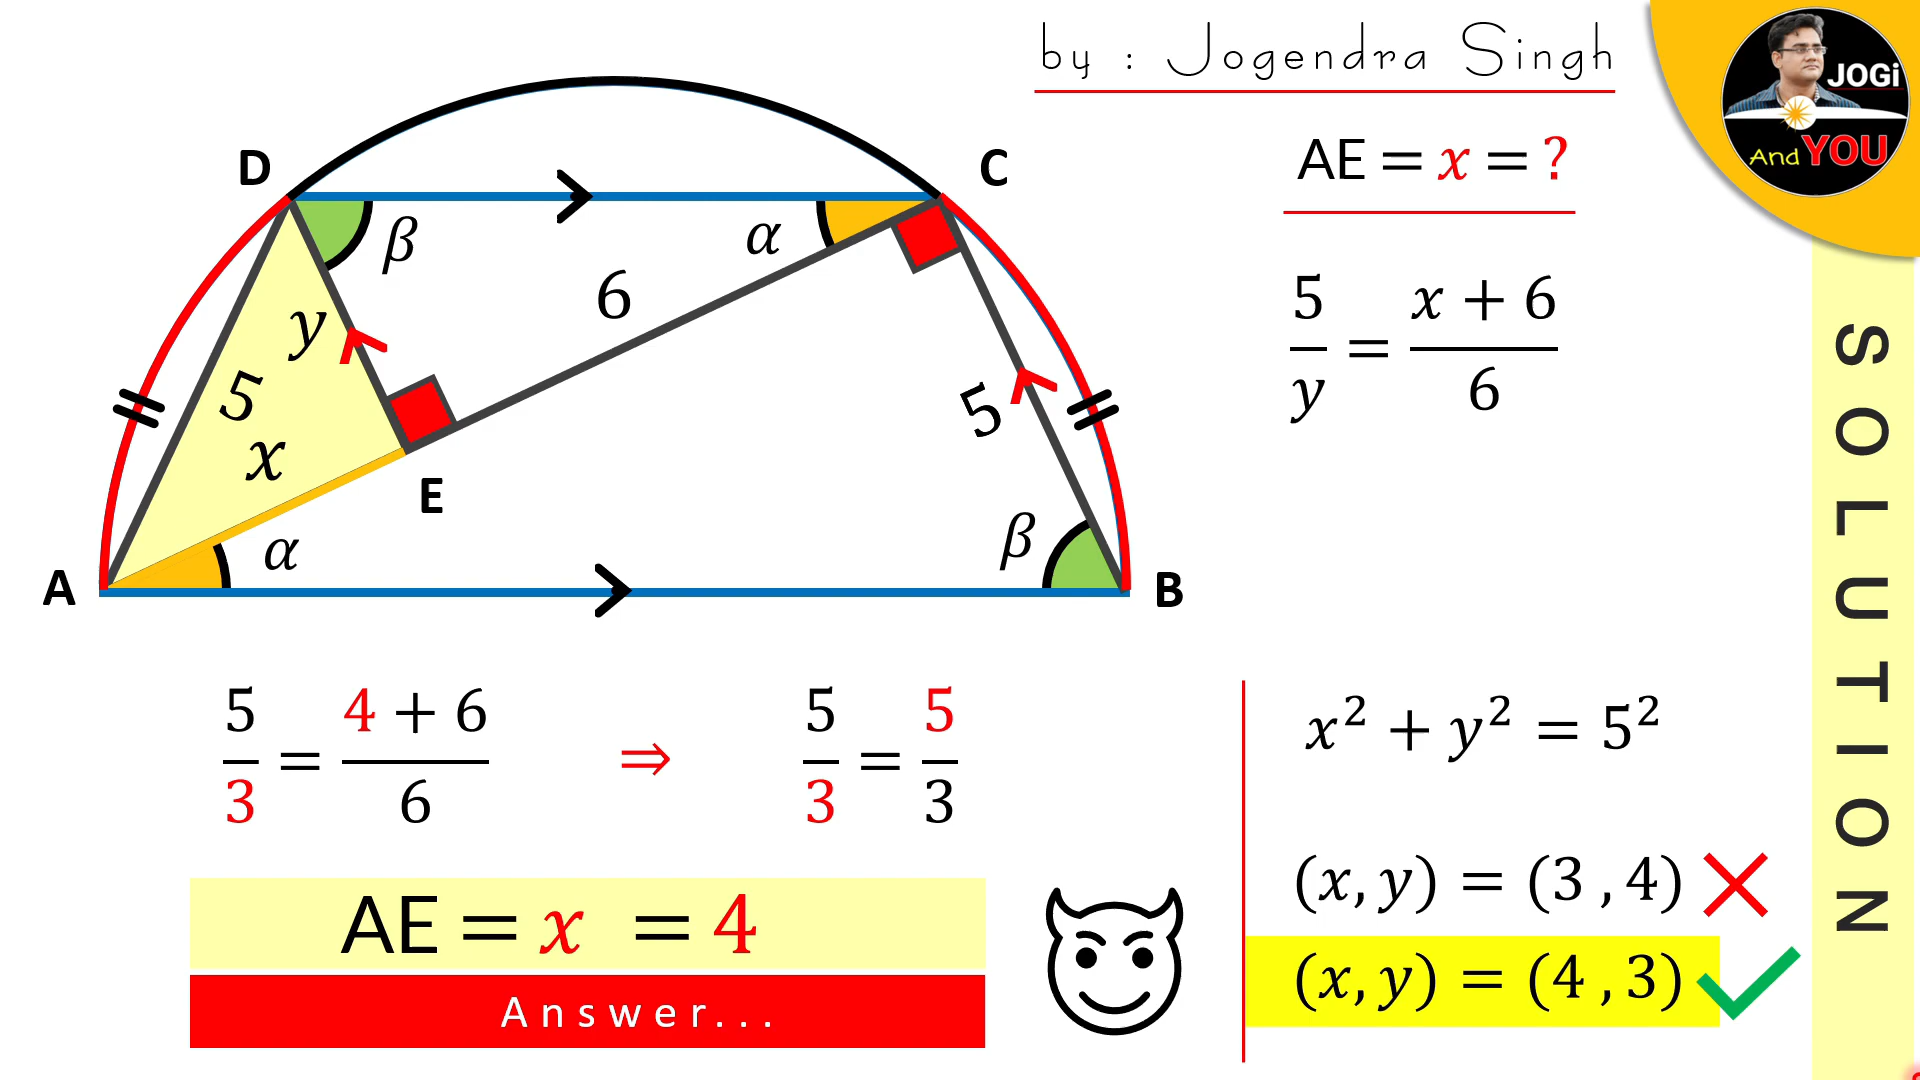 by : Jogendra Singh
JOGi
And YOU
AE = x = ?
5/y = (x + 6)/6
D
C
β
α
6
y
5
x
5
E
α
β
A
B
5/3 = (4 + 6)/6 ⇒ 5/3 = 5/3
x² + y² = 5²
(x, y) = (3 , 4)
(x, y) = (4 , 3)
AE = x = 4
Answer...
SOLUTION